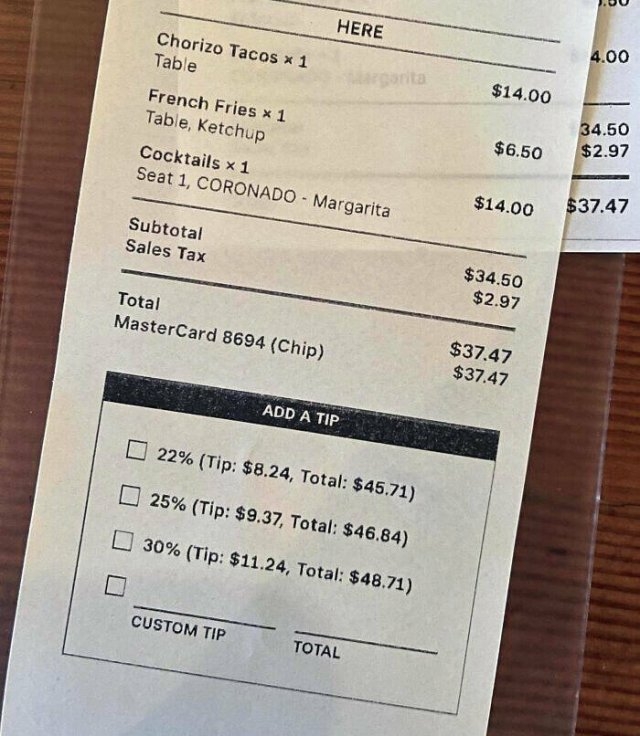 HERE
Chorizo Tacos × 1
Table
$14.00
French Fries × 1
Table, Ketchup
$6.50
Cocktails × 1
Seat 1, CORONADO - Margarita
$14.00
Subtotal
$34.50
Sales Tax
$2.97
Total
$37.47
MasterCard 8694 (Chip)
$37.47
ADD A TIP
22% (Tip: $8.24, Total: $45.71)
25% (Tip: $9.37, Total: $46.84)
30% (Tip: $11.24, Total: $48.71)
CUSTOM TIP
TOTAL
4.00
34.50
$2.97
$37.47